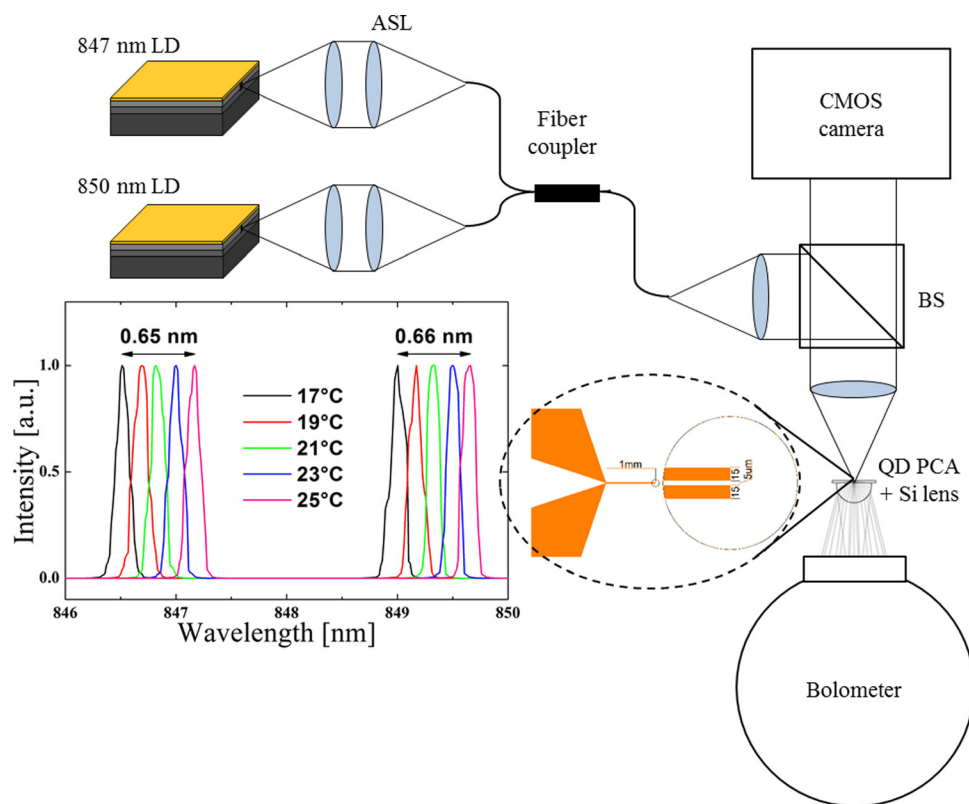 847 nm LD
ASL
CMOS
camera
Fiber
coupler
850 nm LD
BS
0.65 nm
0.66 nm
1.0
17°C
19°C
21°C
23°C
25°C
0.5
0.0
Intensity [a.u.]
846
847
848
849
850
Wavelength [nm]
1mm
15
15
5um
QD PCA
+ Si lens
Bolometer